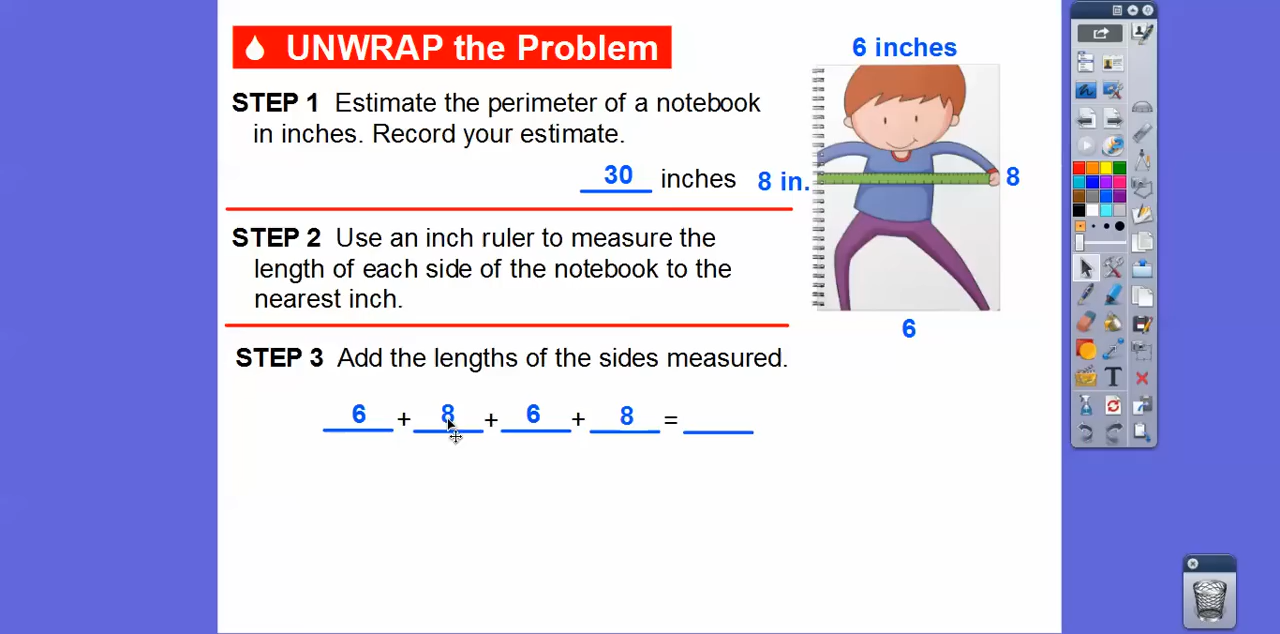 UNWRAP the Problem
6 inches
STEP 1 Estimate the perimeter of a notebook
in inches. Record your estimate.
30 inches
8 in.
8
STEP 2 Use an inch ruler to measure the
length of each side of the notebook to the
nearest inch.
6
STEP 3 Add the lengths of the sides measured.
6 + 8 + 6 + 8 =
T